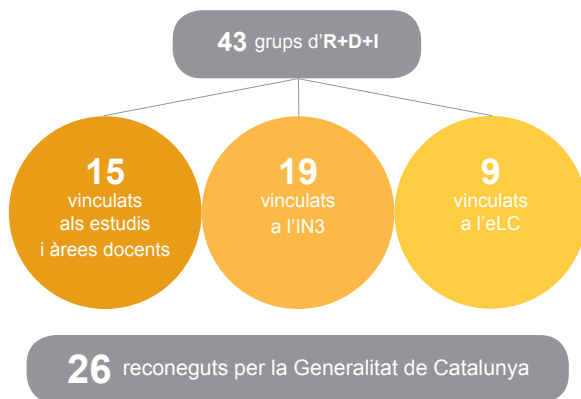 43 grups d'R+D+I
15
vinculats
als estudis
i àrees docents
19
vinculats
a l'IN3
9
vinculats
a l'eLC
26 reconeguts per la Generalitat de Catalunya